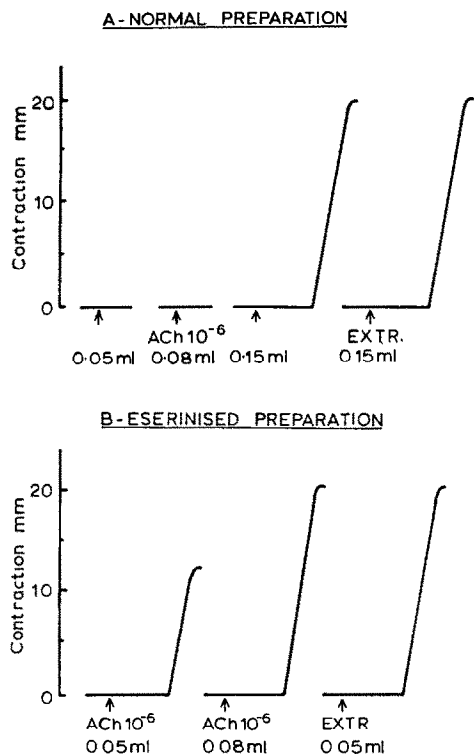 A-NORMAL PREPARATION
Contraction mm
20
10
0
ACh 10⁻⁶
EXTR.
0·05ml
0·08ml
0·15ml
0·15ml
B-ESERINISED PREPARATION
Contraction mm
20
10
0
ACh 10⁻⁶
ACh 10⁻⁶
EXTR
0·05ml
0·08ml
0·05ml